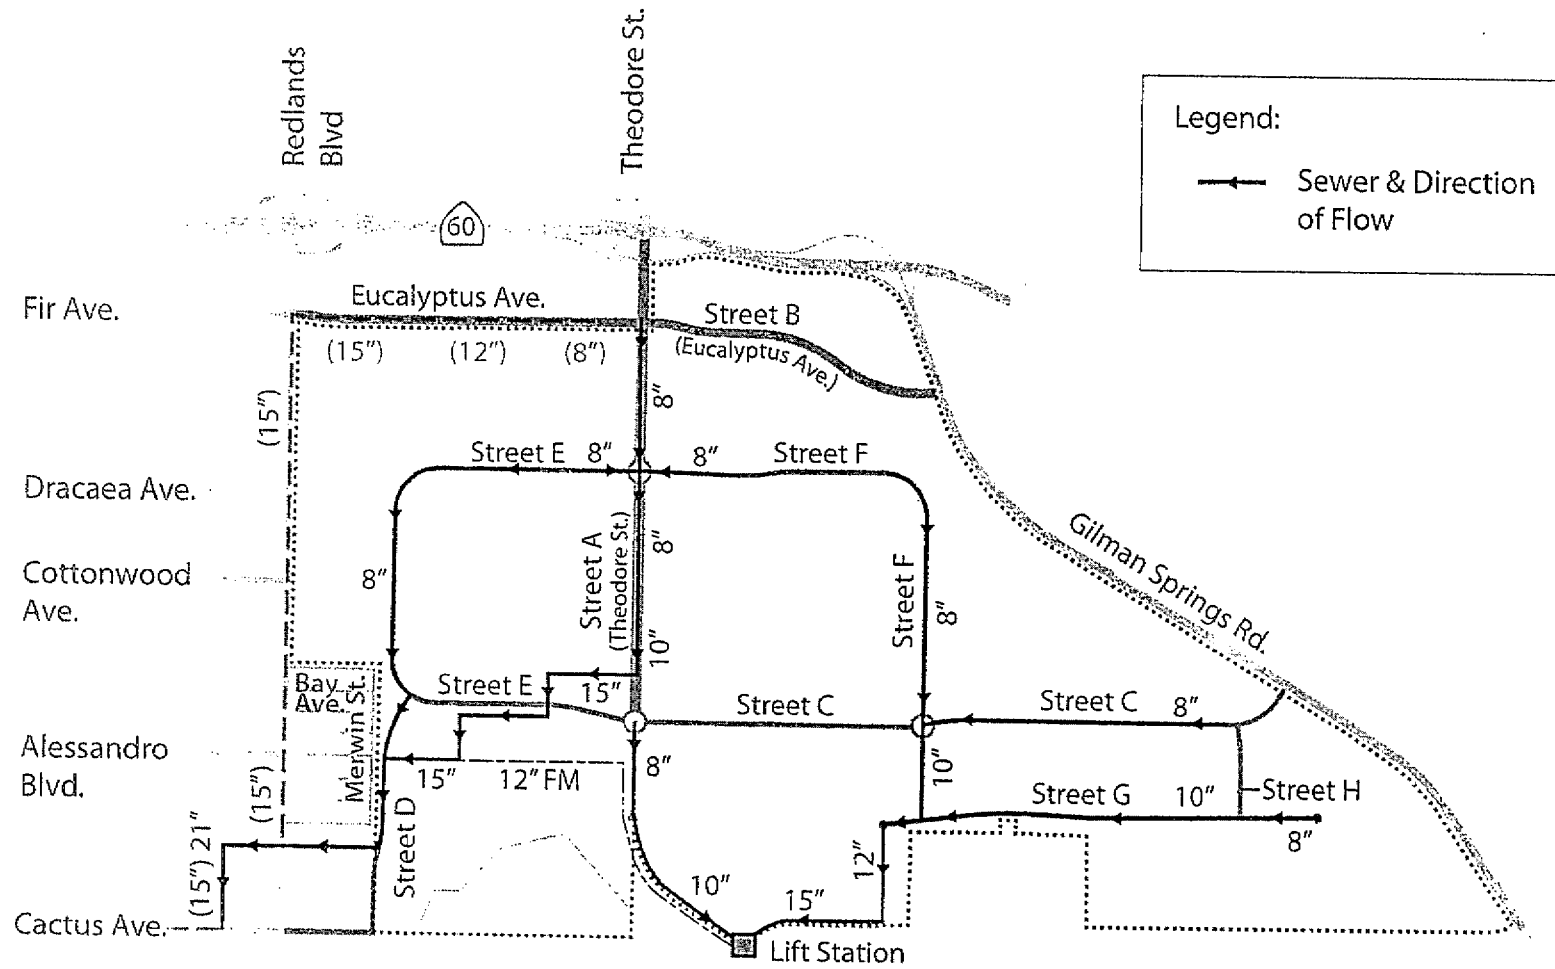 Redlands
Blvd
Theodore St.
Legend:
Sewer & Direction
of Flow
60
Fir Ave.
Eucalyptus Ave.
Street B
(Eucalyptus Ave.)
(15")
(12")
(8")
(15")
8"
Street E
8"
8"
Street F
Dracaea Ave.
Cottonwood
Ave.
8"
Street A
(Theodore St.)
8"
10"
Street F
8"
Gilman Springs Rd.
Bay
Ave.
Merwin St.
Street E
15"
Street C
Street C
8"
Alessandro
Blvd.
15"
12" FM
8"
10"
Street G
10"
Street H
8"
(15")
(15") 21"
Street D
12"
10"
15"
Cactus Ave.
Lift Station